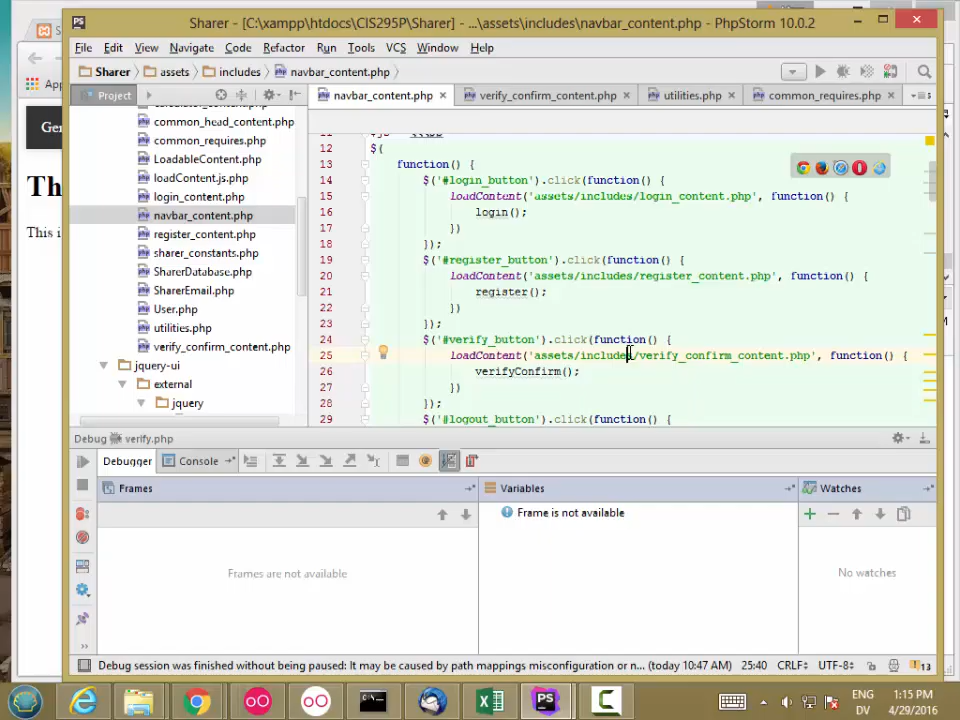 Sharer - [C:\xampp\htdocs\CIS295P\Sharer] - ...\assets\includes\navbar_content.php - PhpStorm 10.0.2
File Edit View Navigate Code Refactor Run Tools VCS Window Help
Sharer assets includes navbar_content.php
Project
navbar_content.php verify_confirm_content.php utilities.php common_requires.php
common_head_content.php
common_requires.php
LoadableContent.php
loadContent.js.php
login_content.php
navbar_content.php
register_content.php
sharer_constants.php
SharerDatabase.php
SharerEmail.php
User.php
utilities.php
verify_confirm_content.php
jquery-ui
external
jquery
12 $(
13 function() {
14 $('#login_button').click(function() {
15 loadContent('assets/includes/login_content.php', function() {
16 login();
17 })
18 });
19 $('#register_button').click(function() {
20 loadContent('assets/includes/register_content.php', function() {
21 register();
22 })
23 });
24 $('#verify_button').click(function() {
25 loadContent('assets/includes/verify_confirm_content.php', function() {
26 verifyConfirm();
27 })
28 });
29 $('#logout_button').click(function() {
Debug verify.php
Debugger Console
Frames Variables Watches
Frame is not available
Frames are not available
No watches
Debug session was finished without being paused: It may be caused by path mappings misconfiguration or n... (today 10:47 AM) 25:40 CRLF UTF-8 13
App
Ger
Th
This i
ENG 1:15 PM
DV 4/29/2016